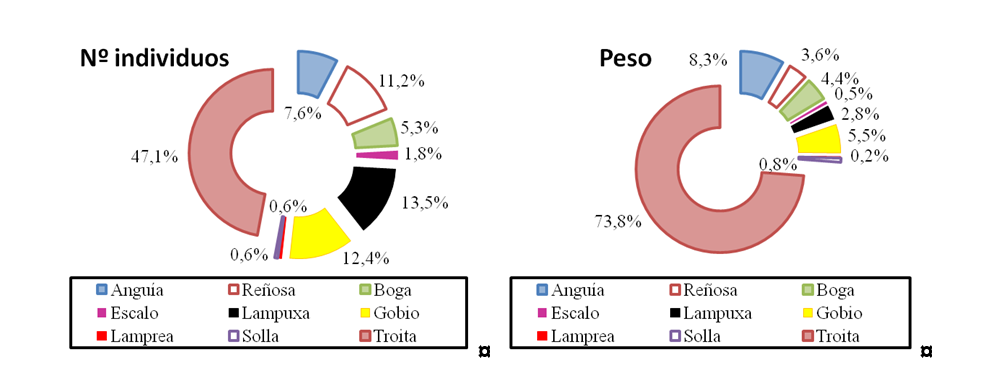 Nº individuos
7,6%
11,2%
5,3%
1,8%
13,5%
12,4%
0,6%
0,6%
47,1%
Anguía Reñosa Boga
Escalo Lampuxa Gobio
Lamprea Solla Troita
¤
Peso
8,3%
3,6%
4,4%
0,5%
2,8%
5,5%
0,2%
0,8%
73,8%
Anguía Reñosa Boga
Escalo Lampuxa Gobio
Lamprea Solla Troita
¤